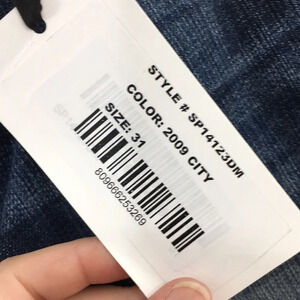 STYLE # SP14123DM
COLOR: 2009 CITY
SIZE: 31
809666253269